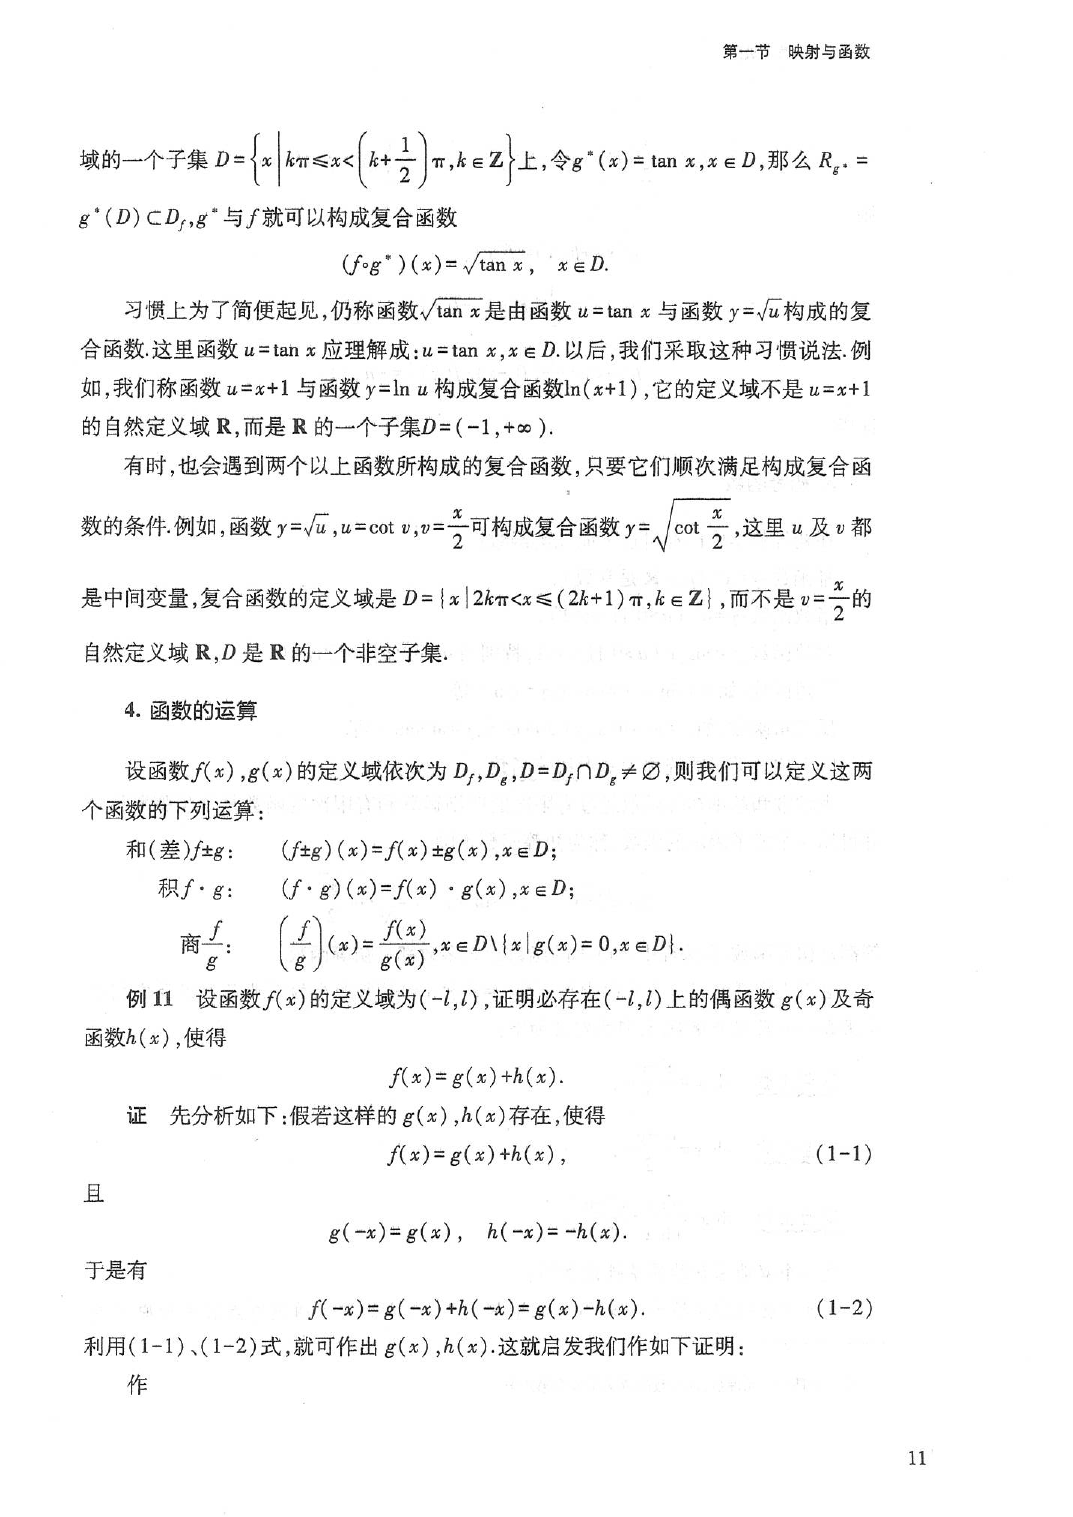 第一节　映射与函数
域的一个子集 D={x|kπ≤x<(k+1/2)π,k∈Z}上,令g*(x)=tan x,x∈D,那么 R_g*=
g*(D)⊂D_f,g*与f就可以构成复合函数
(f∘g*)(x)=√tan x,　x∈D.
习惯上为了简便起见,仍称函数√tan x是由函数 u=tan x 与函数 y=√u构成的复
合函数.这里函数 u=tan x 应理解成:u=tan x,x∈D.以后,我们采取这种习惯说法.例
如,我们称函数 u=x+1 与函数 y=ln u 构成复合函数ln(x+1),它的定义域不是 u=x+1
的自然定义域 R,而是 R 的一个子集D=(-1,+∞).
有时,也会遇到两个以上函数所构成的复合函数,只要它们顺次满足构成复合函
数的条件.例如,函数 y=√u,u=cot v,v=x/2可构成复合函数 y=√(cot x/2),这里 u 及 v 都
是中间变量,复合函数的定义域是 D={x|2kπ<x≤(2k+1)π,k∈Z},而不是 v=x/2的
自然定义域 R,D 是 R 的一个非空子集.
4. 函数的运算
设函数f(x),g(x)的定义域依次为 D_f,D_g,D=D_f∩D_g≠∅,则我们可以定义这两
个函数的下列运算:
和(差)f±g:　(f±g)(x)=f(x)±g(x),x∈D;
积f·g:　(f·g)(x)=f(x)·g(x),x∈D;
商f/g:　(f/g)(x)=f(x)/g(x),x∈D\{x|g(x)=0,x∈D}.
例 11　设函数f(x)的定义域为(-l,l),证明必存在(-l,l)上的偶函数 g(x)及奇
函数h(x),使得
f(x)=g(x)+h(x).
证　先分析如下:假若这样的 g(x),h(x)存在,使得
f(x)=g(x)+h(x),　(1-1)
且
g(-x)=g(x),　h(-x)=-h(x).
于是有
f(-x)=g(-x)+h(-x)=g(x)-h(x).　(1-2)
利用(1-1)、(1-2)式,就可作出 g(x),h(x).这就启发我们作如下证明:
作
11